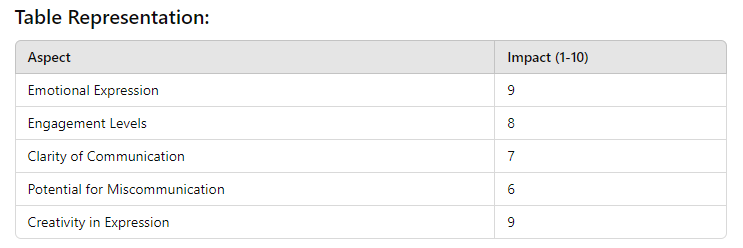 Table Representation:
Aspect Impact (1-10)
Emotional Expression 9
Engagement Levels 8
Clarity of Communication 7
Potential for Miscommunication 6
Creativity in Expression 9